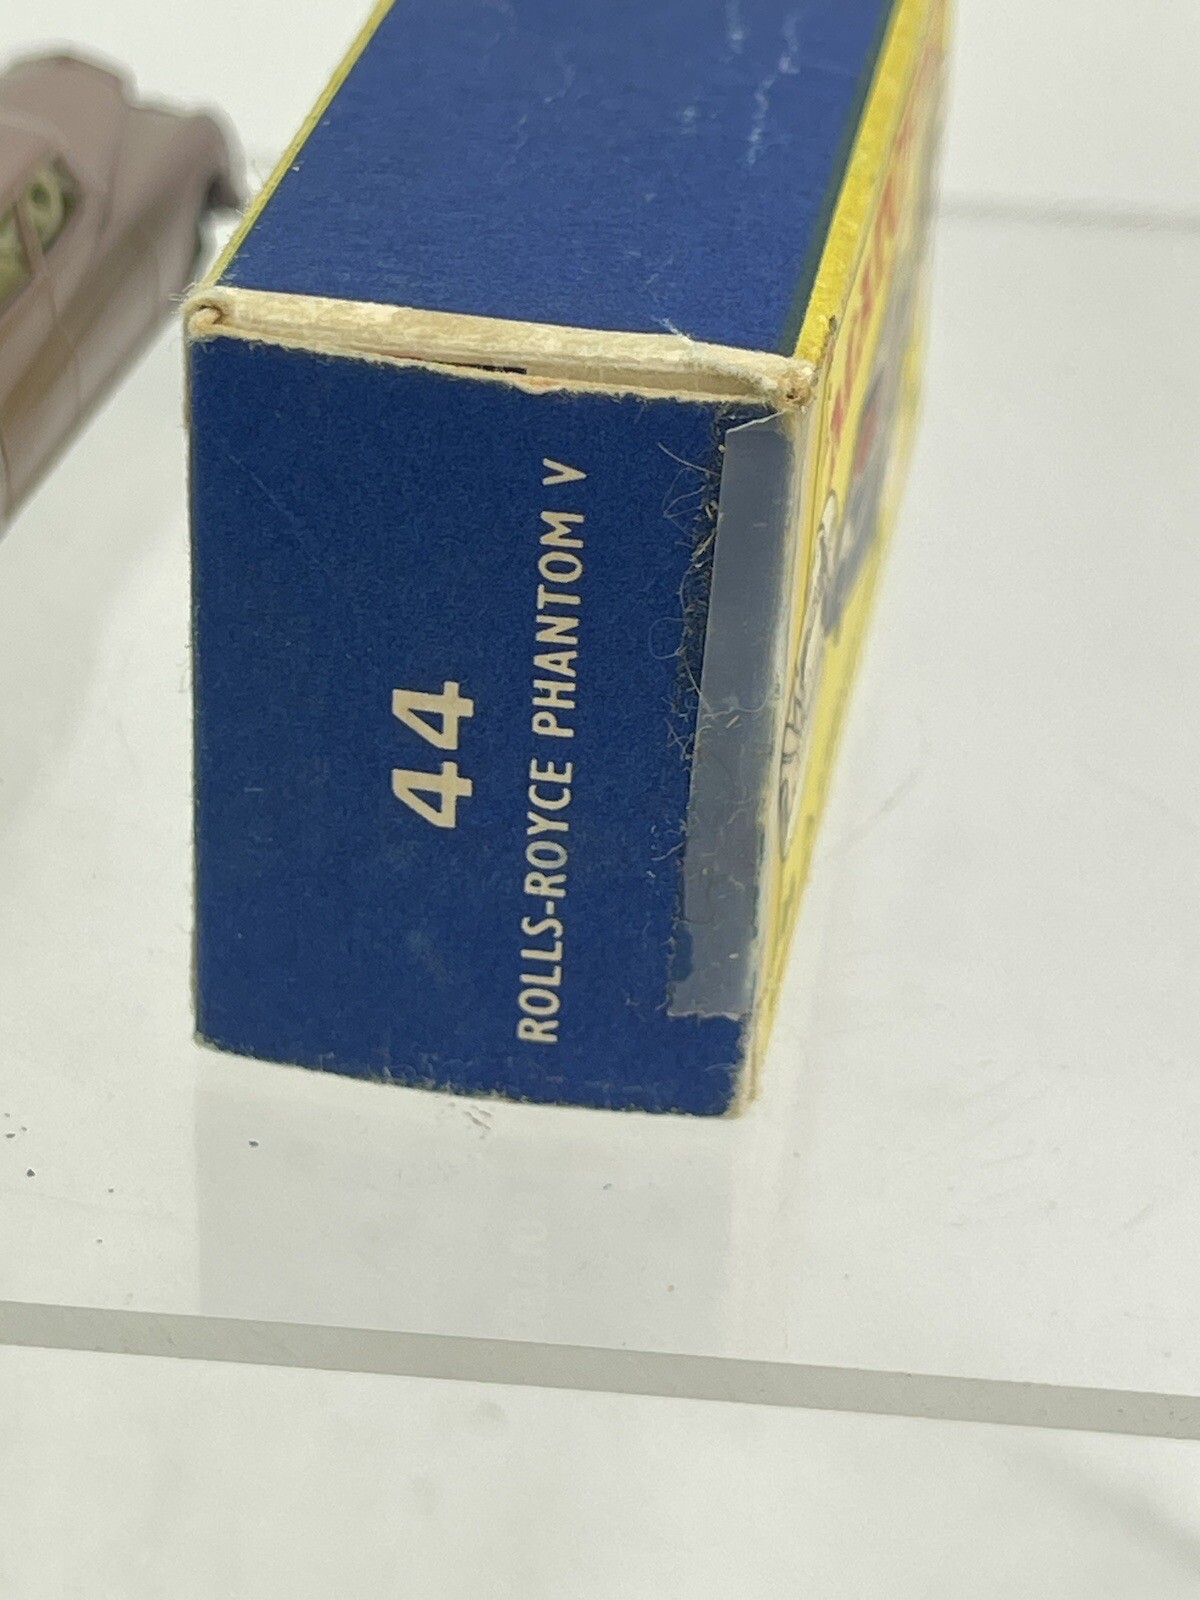 44
ROLLS-ROYCE PHANTOM V